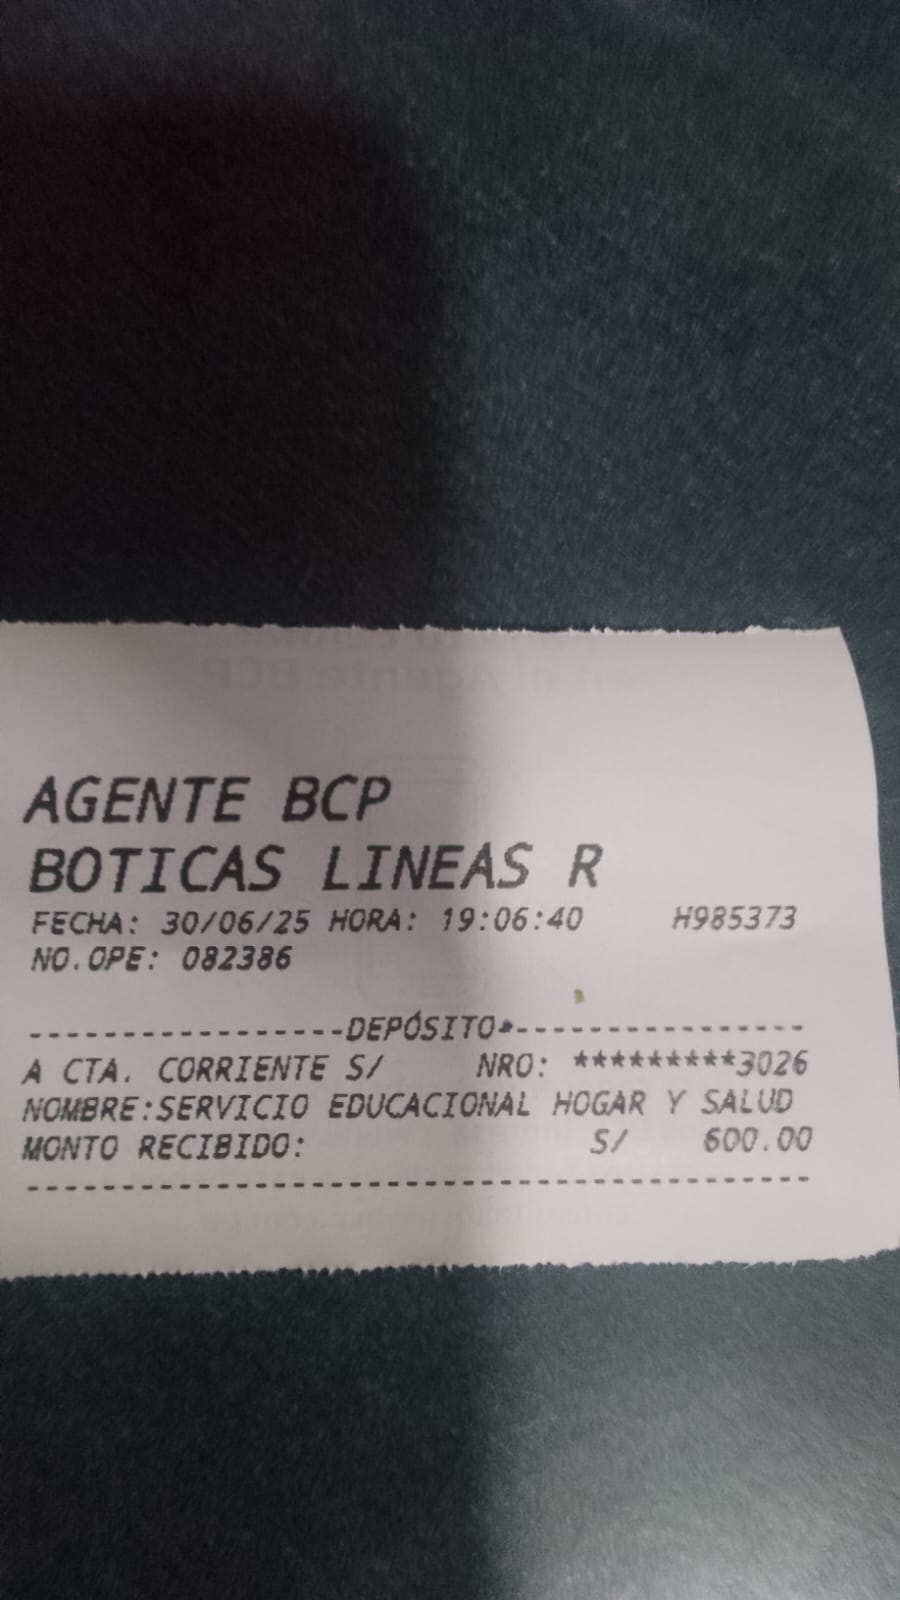 AGENTE BCP
BOTICAS LINEAS R
FECHA: 30/06/25 HORA: 19:06:40 H985373
NO.OPE: 082386
-----------------DEPÓSITO-----------------
A CTA. CORRIENTE S/ NRO: *********3026
NOMBRE:SERVICIO EDUCACIONAL HOGAR Y SALUD
MONTO RECIBIDO: S/ 600.00
------------------------------------------